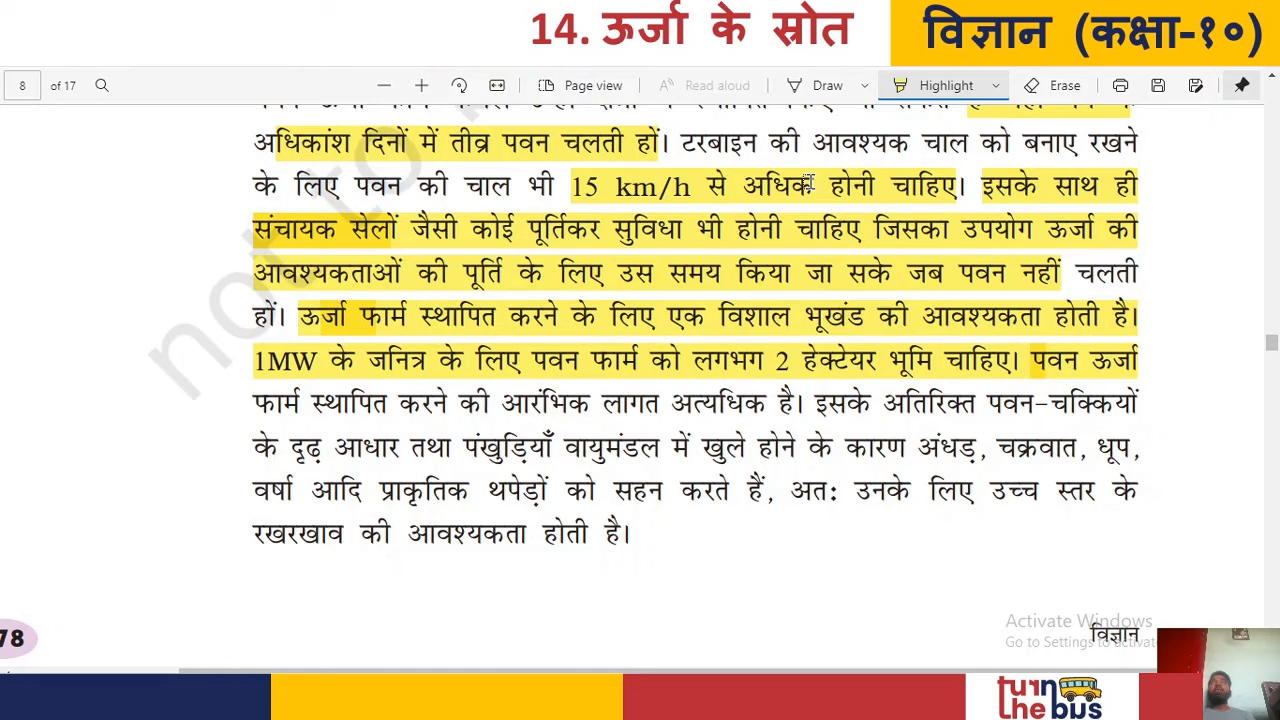 14. ऊर्जा के स्रोत
विज्ञान (कक्षा-१०)
8 of 17
Page view
Read aloud
Draw
Highlight
Erase
अधिकांश दिनों में तीव्र पवन चलती हों। टरबाइन की आवश्यक चाल को बनाए रखने
के लिए पवन की चाल भी 15 km/h से अधिक होनी चाहिए। इसके साथ ही
संचायक सेलों जैसी कोई पूर्तिकर सुविधा भी होनी चाहिए जिसका उपयोग ऊर्जा की
आवश्यकताओं की पूर्ति के लिए उस समय किया जा सके जब पवन नहीं चलती
हों। ऊर्जा फार्म स्थापित करने के लिए एक विशाल भूखंड की आवश्यकता होती है।
1MW के जनित्र के लिए पवन फार्म को लगभग 2 हेक्टेयर भूमि चाहिए। पवन ऊर्जा
फार्म स्थापित करने की आरंभिक लागत अत्यधिक है। इसके अतिरिक्त पवन-चक्कियों
के दृढ़ आधार तथा पंखुड़ियाँ वायुमंडल में खुले होने के कारण अंधड़, चक्रवात, धूप,
वर्षा आदि प्राकृतिक थपेड़ों को सहन करते हैं, अत: उनके लिए उच्च स्तर के
रखरखाव की आवश्यकता होती है।
not to
Activate Windows
Go to Settings to activate
78
विज्ञान
turn
the bus